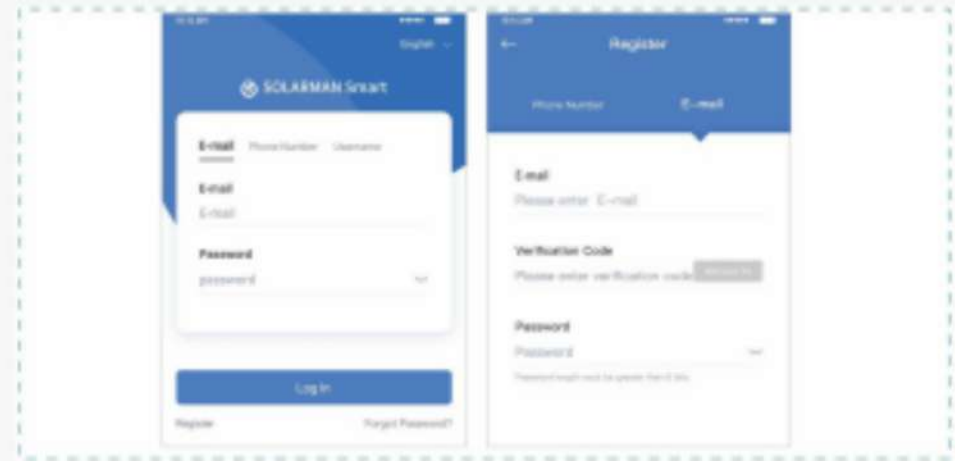 English
SOLARMAN Smart
E-mail Phone Number Username
E-mail
E-mail
Password
password
Log In
Register Forgot Password?
Register
Phone Number E-mail
E-mail
Please enter E-mail
Verification Code
Please enter verification code
Password
Password